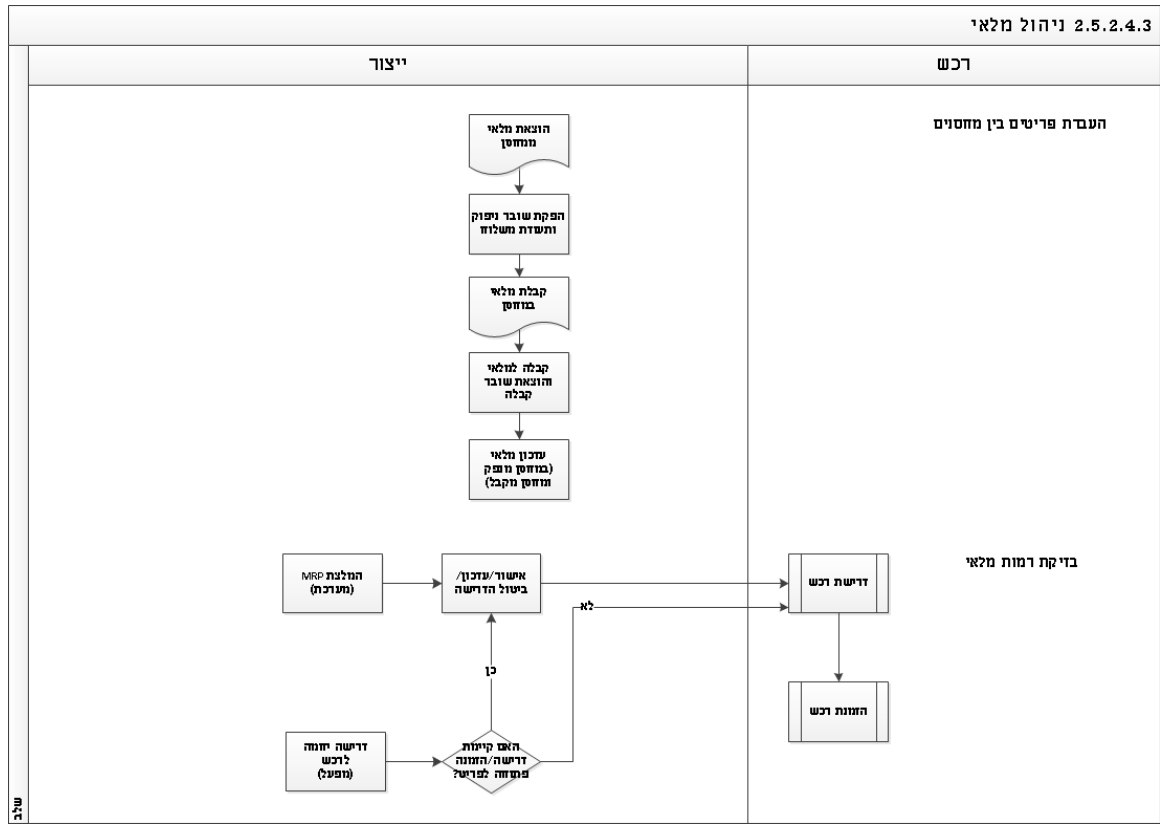 2.5.2.4.3 ניהול מלאי
רכש
ייצור
העברת פריטים בין מחסנים
הוצאת מלאי
ממחסן
הפקת שובר ניפוק
ותעודת משלוח
קבלת מלאי
במחסן
קבלה למלאי
והוצאת שובר
קבלה
עדכון מלאי
(במחסן מנפק
ומחסן מקבל)
בדיקת רמות מלאי
המלצת MRP
(מערכת)
אישור/עדכון/
ביטול הדרישה
דרישת רכש
לא
כן
הזמנת רכש
דרישה יזומה
לרכש
(מפעל)
האם קיימת
דרישה/הזמנה
פתוחה לפריט?
שלב